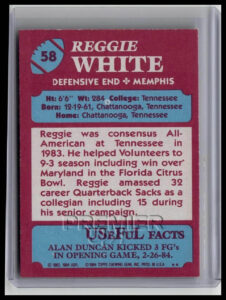 58
REGGIE
WHITE
DEFENSIVE END ✦ MEMPHIS
Ht: 6'6" Wt: 284 College: Tennessee
Born: 12-19-61, Chattanooga, Tennessee
Home: Chattanooga, Tennessee
Reggie was consensus All-
American at Tennessee in
1983. He helped Volunteers to
9-3 season including win over
Maryland in the Florida Citrus
Bowl. Reggie amassed 32
career Quarterback Sacks as a
collegian including 15 during
his senior campaign.
PREMIER
USeFUL FACTS
ALAN DUNCAN KICKED 3 FG's
IN OPENING GAME, 2-26-84.